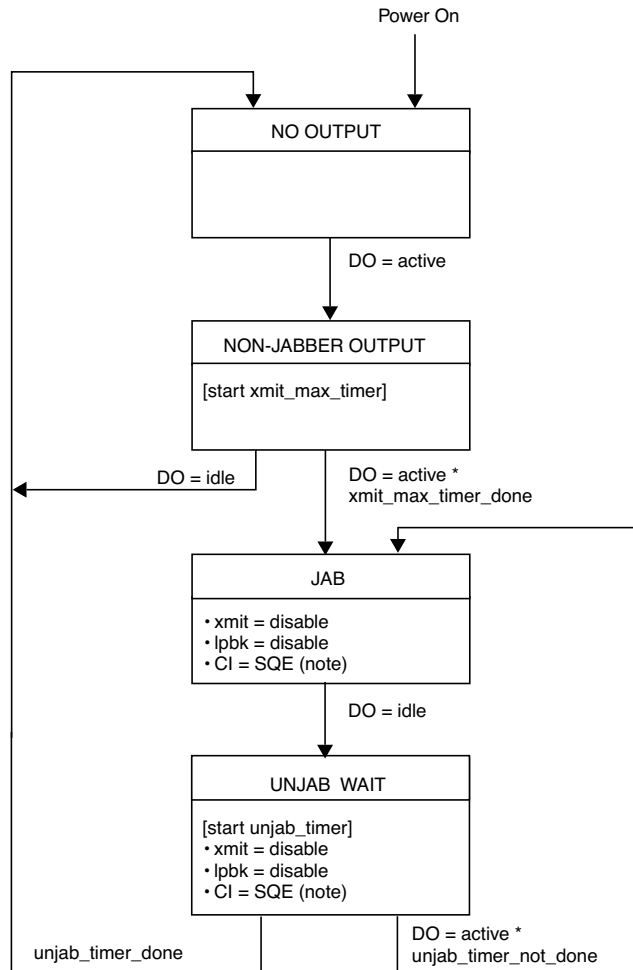 Power On
NO OUTPUT
DO = active
NON-JABBER OUTPUT
[start xmit_max_timer]
DO = idle
DO = active *
xmit_max_timer_done
JAB
• xmit = disable
• lpbk = disable
• CI = SQE (note)
DO = idle
UNJAB WAIT
[start unjab_timer]
• xmit = disable
• lpbk = disable
• CI = SQE (note)
unjab_timer_done
DO = active *
unjab_timer_not_done